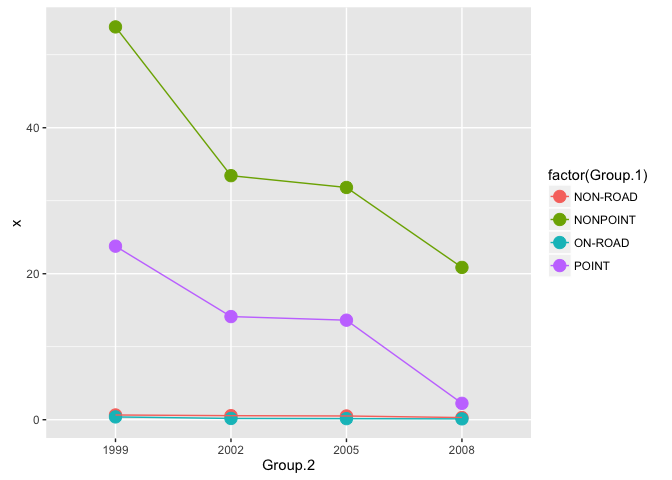 40
20
0
x
1999 2002 2005 2008
Group.2
factor(Group.1)
NON-ROAD
NONPOINT
ON-ROAD
POINT